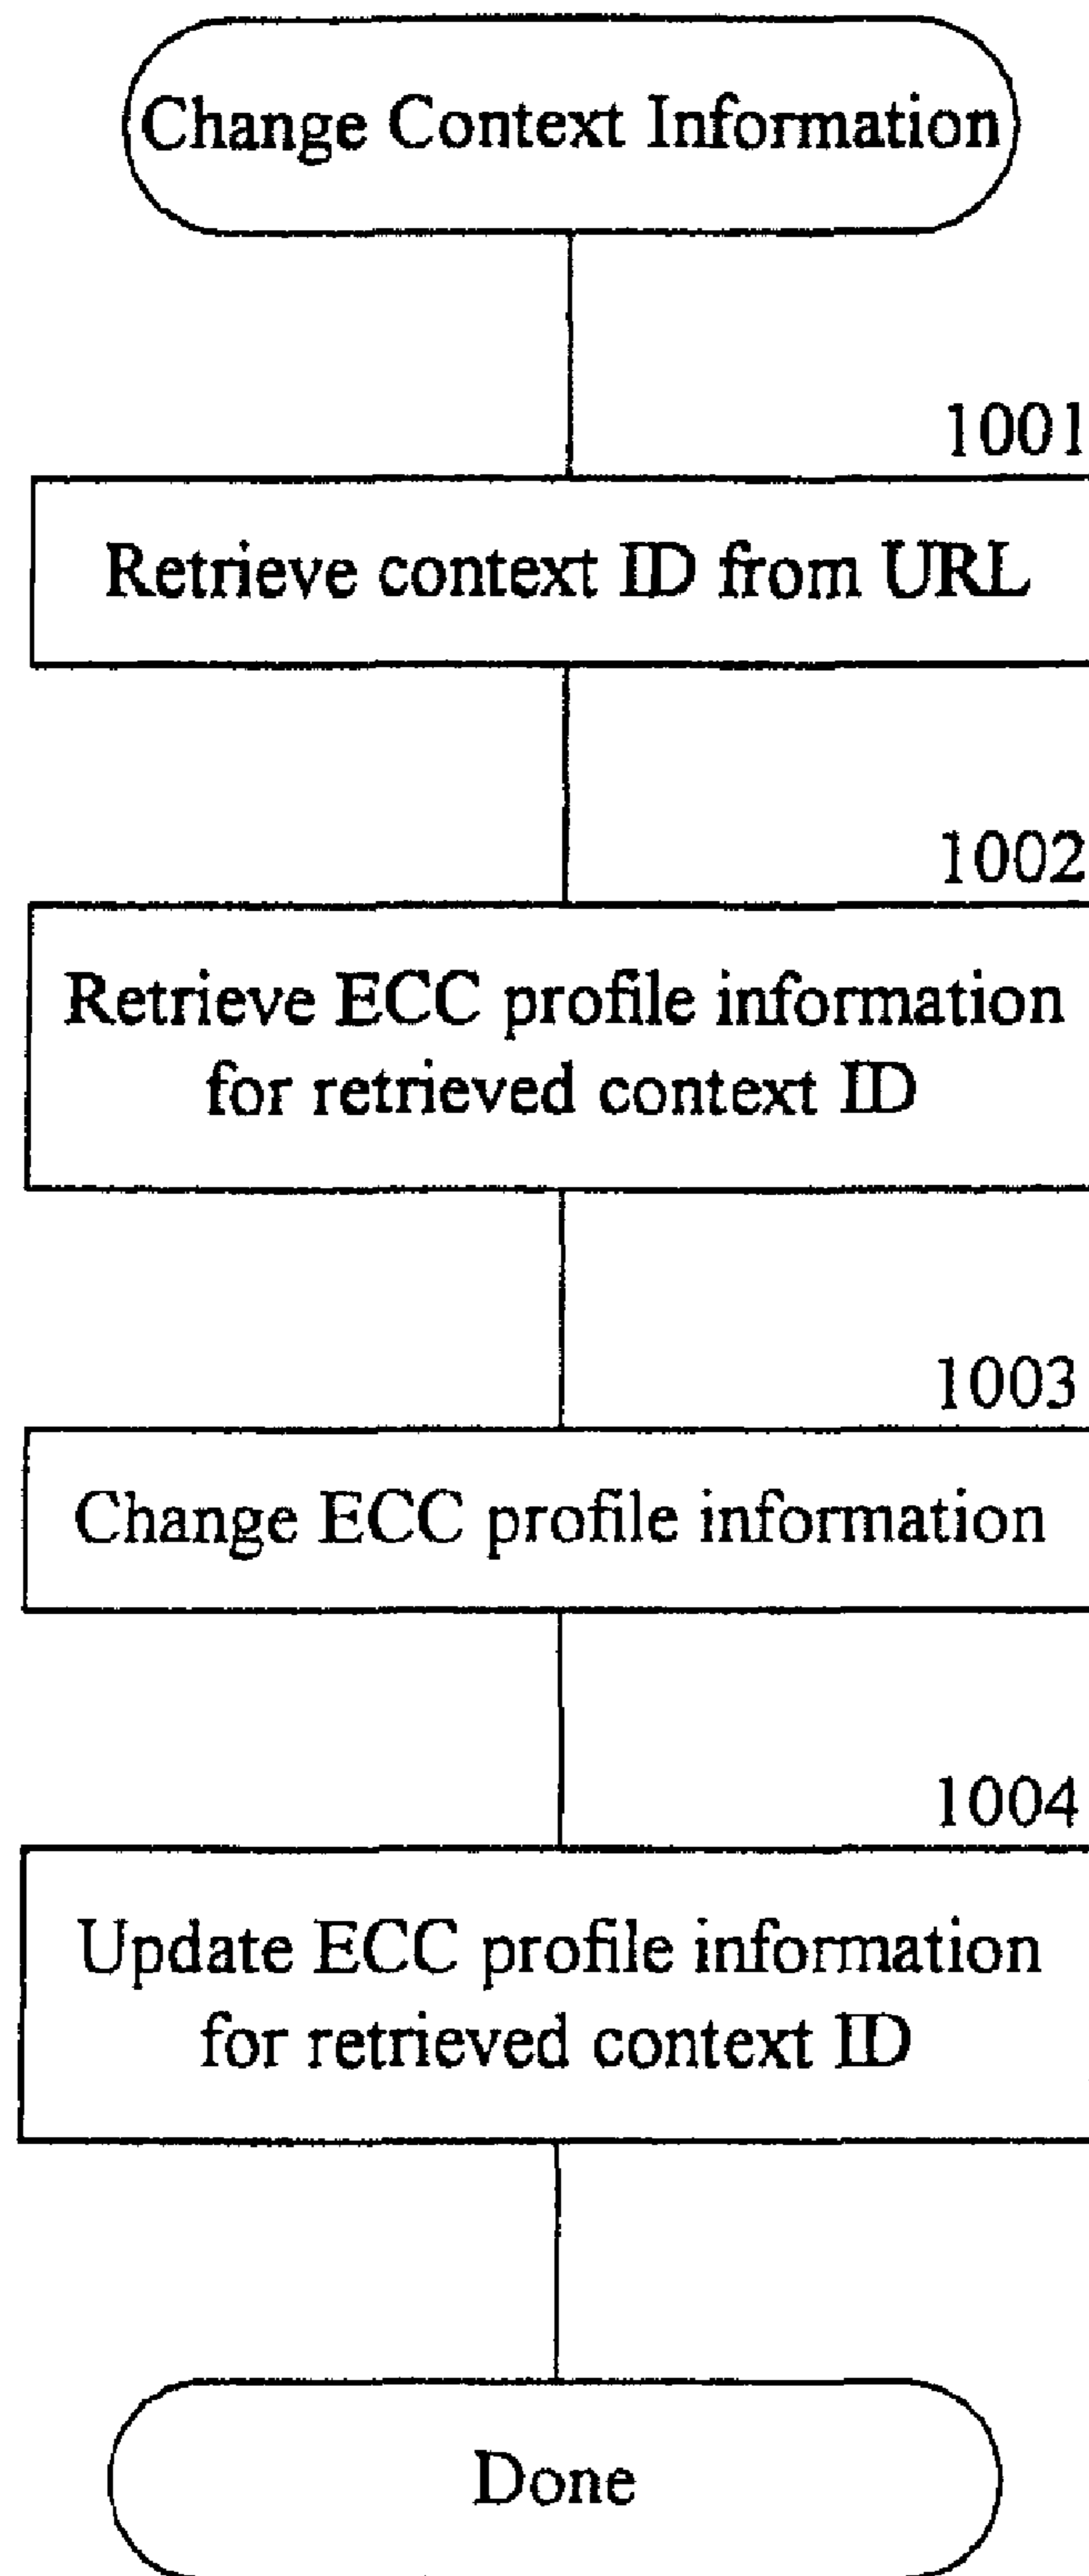 Change Context Information
1001
Retrieve context ID from URL
1002
Retrieve ECC profile information
for retrieved context ID
1003
Change ECC profile information
1004
Update ECC profile information
for retrieved context ID
Done